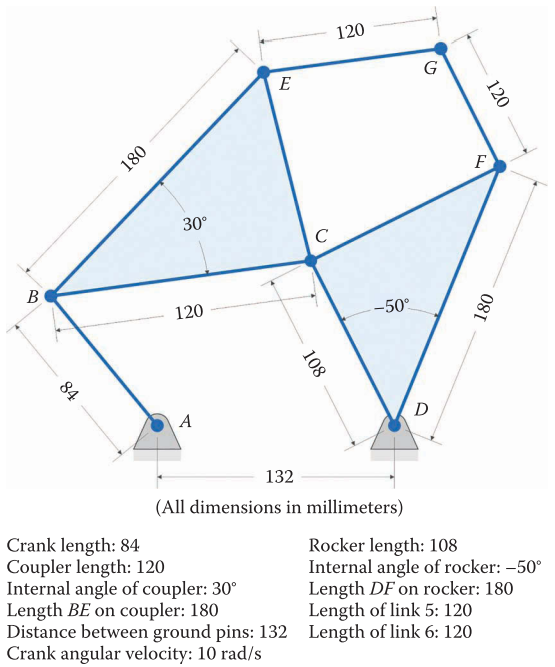 120
G
E
120
180
F
30°
C
B
120
–50°
180
108
84
A
D
132
(All dimensions in millimeters)
Crank length: 84
Coupler length: 120
Internal angle of coupler: 30°
Length BE on coupler: 180
Distance between ground pins: 132
Crank angular velocity: 10 rad/s
Rocker length: 108
Internal angle of rocker: –50°
Length DF on rocker: 180
Length of link 5: 120
Length of link 6: 120